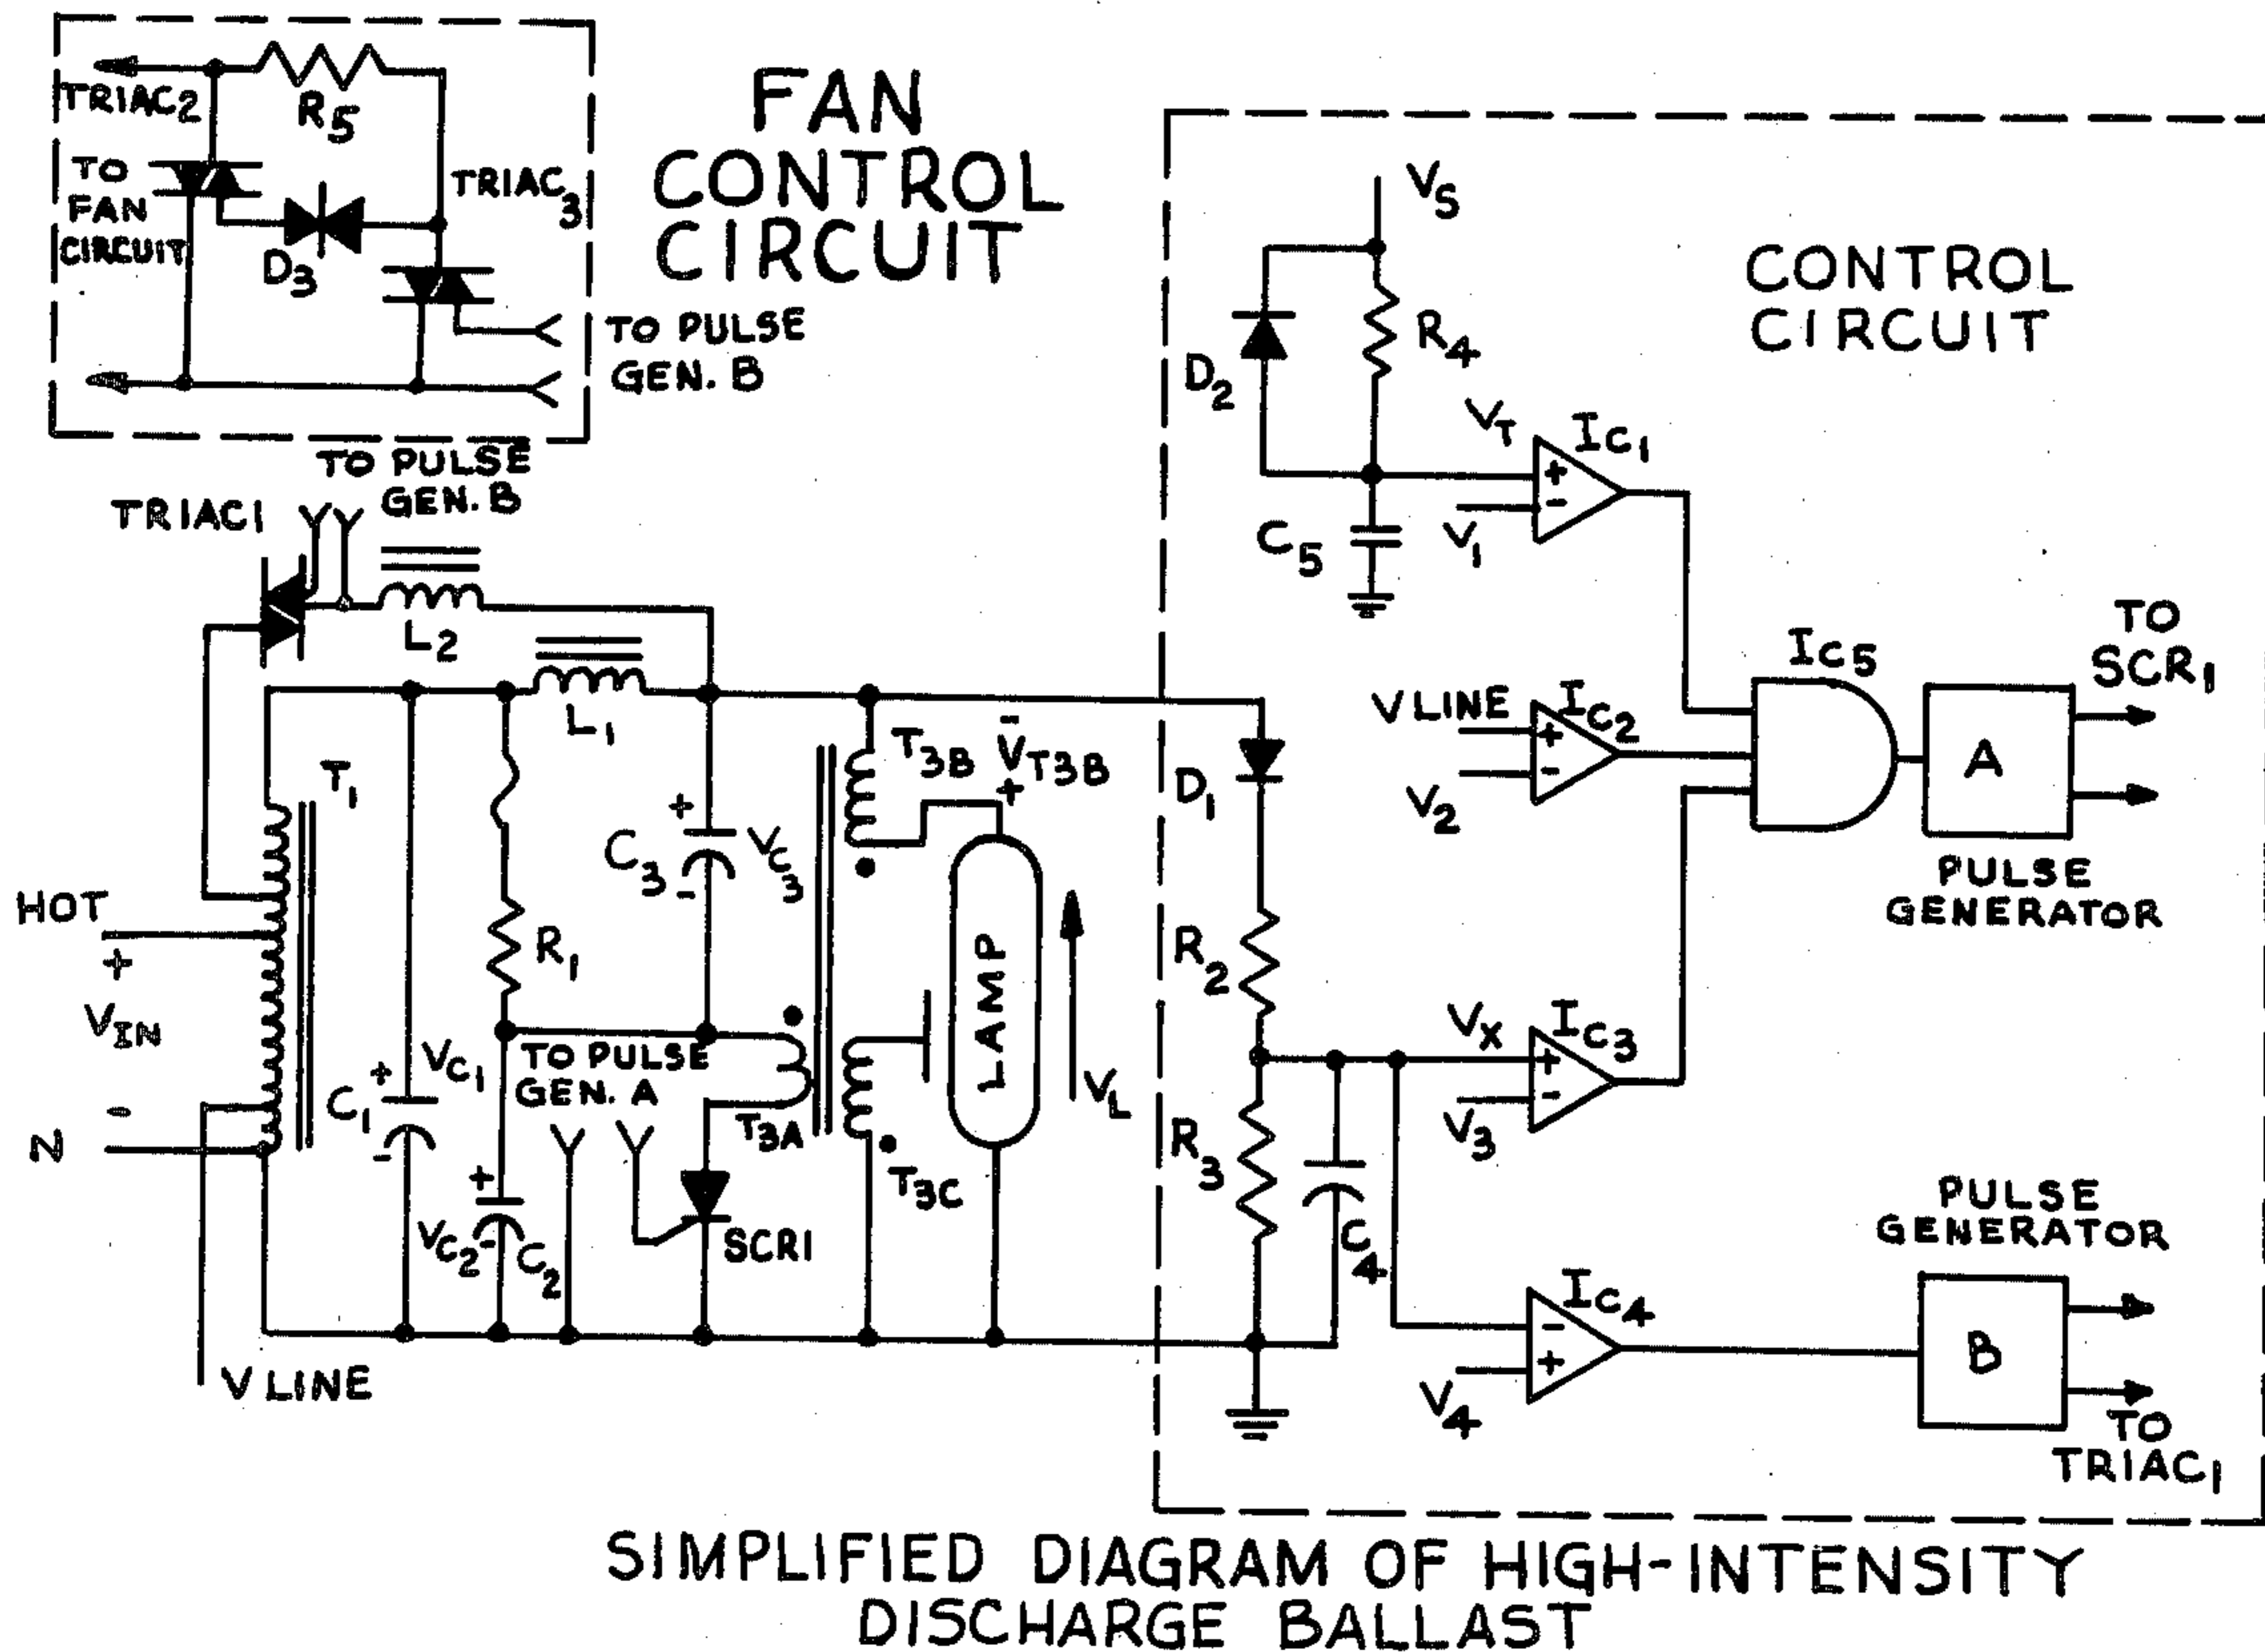 TRIAC2
R5
TO
FAN
CIRCUIT
D3
TRIAC3
TO PULSE
GEN. B
FAN
CONTROL
CIRCUIT
CONTROL
CIRCUIT
VS
D2
R4
VT
IC1
V1
C5
TO PULSE
GEN. B
TRIAC1
L2
L1
T1
HOT
+
VIN
-
N
V LINE
C1
+
VC1
-
R1
+
VC2
-
C2
C3
+
VC3
-
TO PULSE
GEN. A
T3A
SCR1
T3B
-
VT3B
+
T3C
LAMP
VL
D1
R2
R3
C4
V LINE
IC2
+
-
V2
VX
IC3
+
-
V3
IC4
-
+
V4
+
-
IC5
A
PULSE
GENERATOR
TO
SCR1
PULSE
GENERATOR
B
TO
TRIAC1
SIMPLIFIED DIAGRAM OF HIGH-INTENSITY
DISCHARGE BALLAST